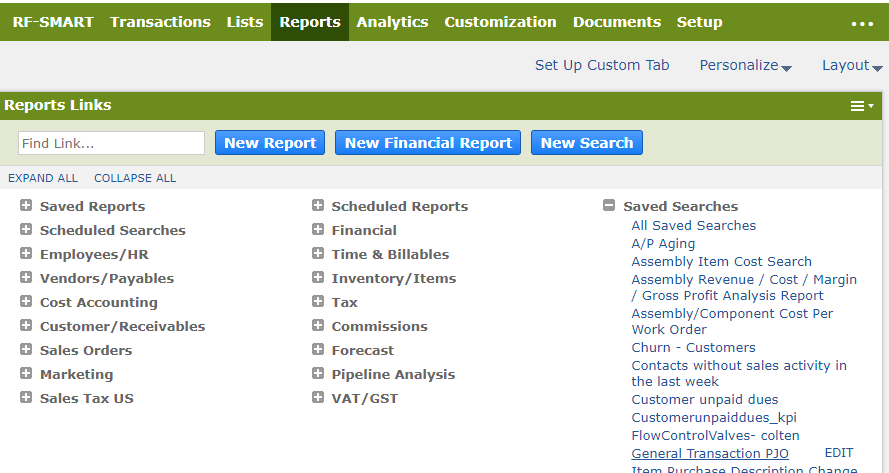 RF-SMART Transactions Lists Reports Analytics Customization Documents Setup
Set Up Custom Tab Personalize Layout
Reports Links
Find Link... New Report New Financial Report New Search
EXPAND ALL COLLAPSE ALL
Saved Reports
Scheduled Searches
Employees/HR
Vendors/Payables
Cost Accounting
Customer/Receivables
Sales Orders
Marketing
Sales Tax US
Scheduled Reports
Financial
Time & Billables
Inventory/Items
Tax
Commissions
Forecast
Pipeline Analysis
VAT/GST
Saved Searches
All Saved Searches
A/P Aging
Assembly Item Cost Search
Assembly Revenue / Cost / Margin
/ Gross Profit Analysis Report
Assembly/Component Cost Per
Work Order
Churn - Customers
Contacts without sales activity in
the last week
Customer unpaid dues
Customerunpaiddues_kpi
FlowControlValves- colten
General Transaction PJO EDIT
Item Purchase Description Change